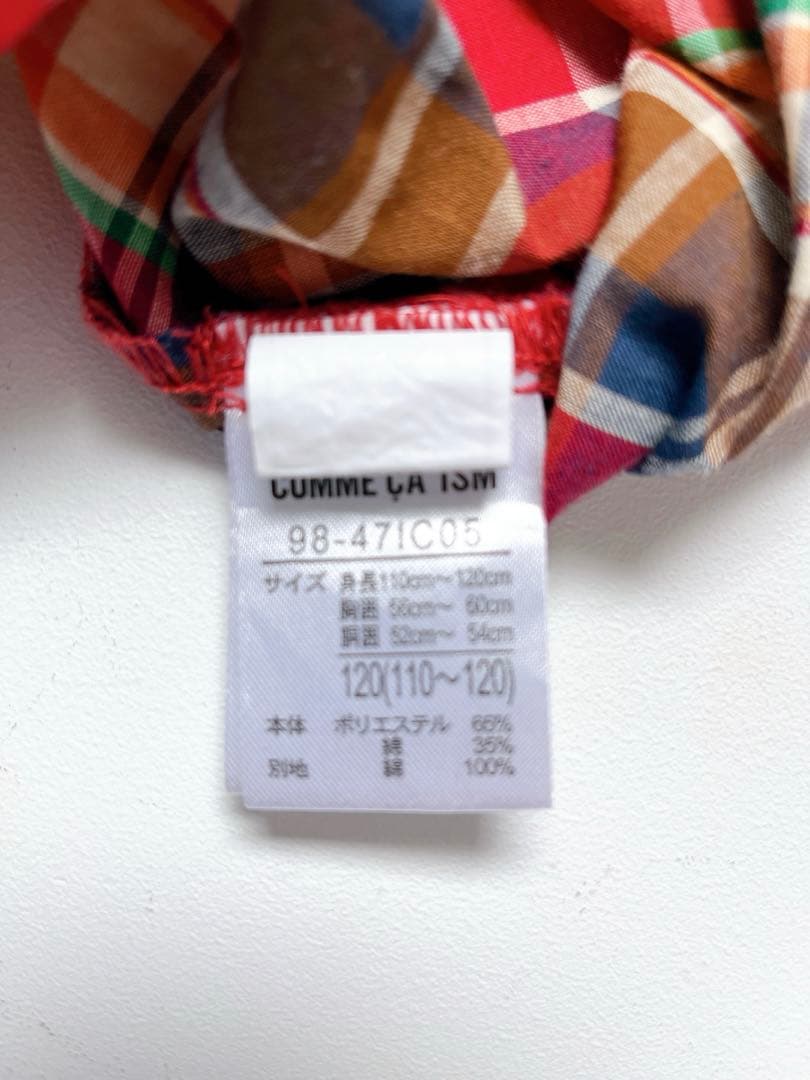 COMME ÇA ISM
98-47IC05
サイズ 身長110cm〜120cm
胸囲 56cm〜 60cm
胴囲 52cm〜 54cm
120(110〜120)
本体 ポリエステル 65%
綿 35%
別地 綿 100%